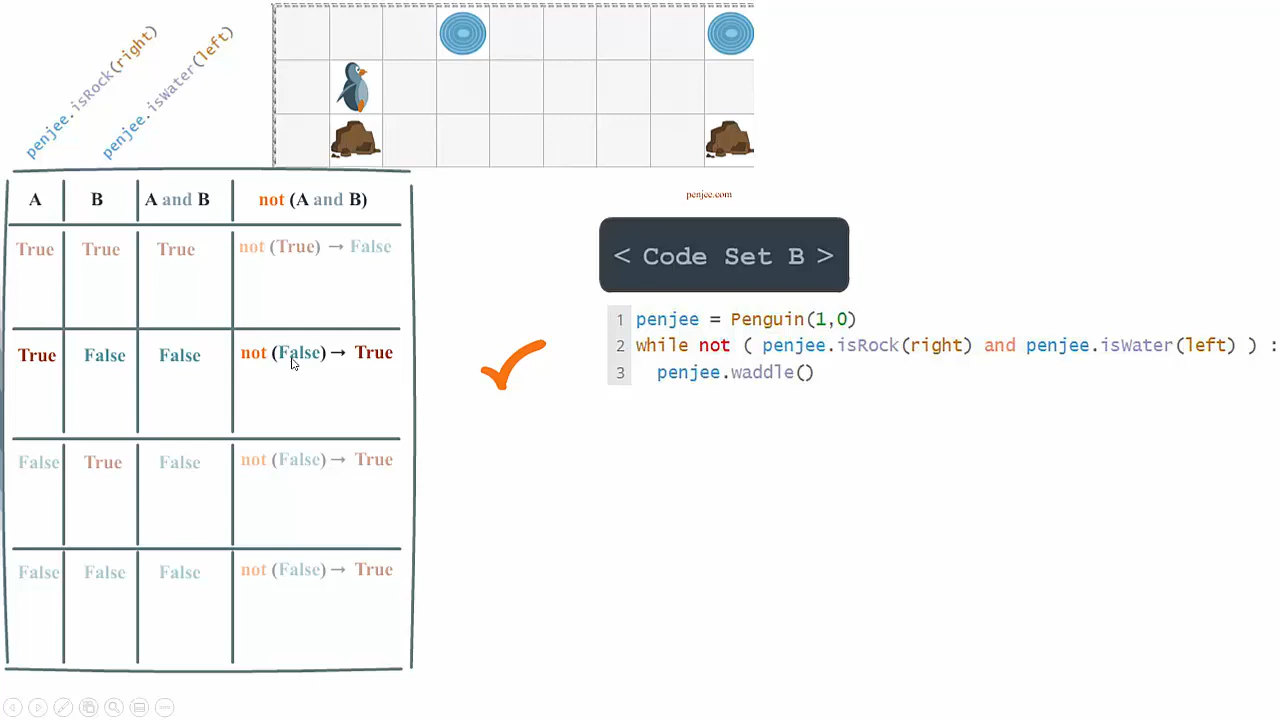 penjee.isRock(right)
penjee.isWater(left)
A B A and B not (A and B)
True True True not (True) → False
True False False not (False) → True
False True False not (False) → True
False False False not (False) → True
penjee.com
< Code Set B >
1 penjee = Penguin(1,0)
2 while not ( penjee.isRock(right) and penjee.isWater(left) ) :
3 penjee.waddle()